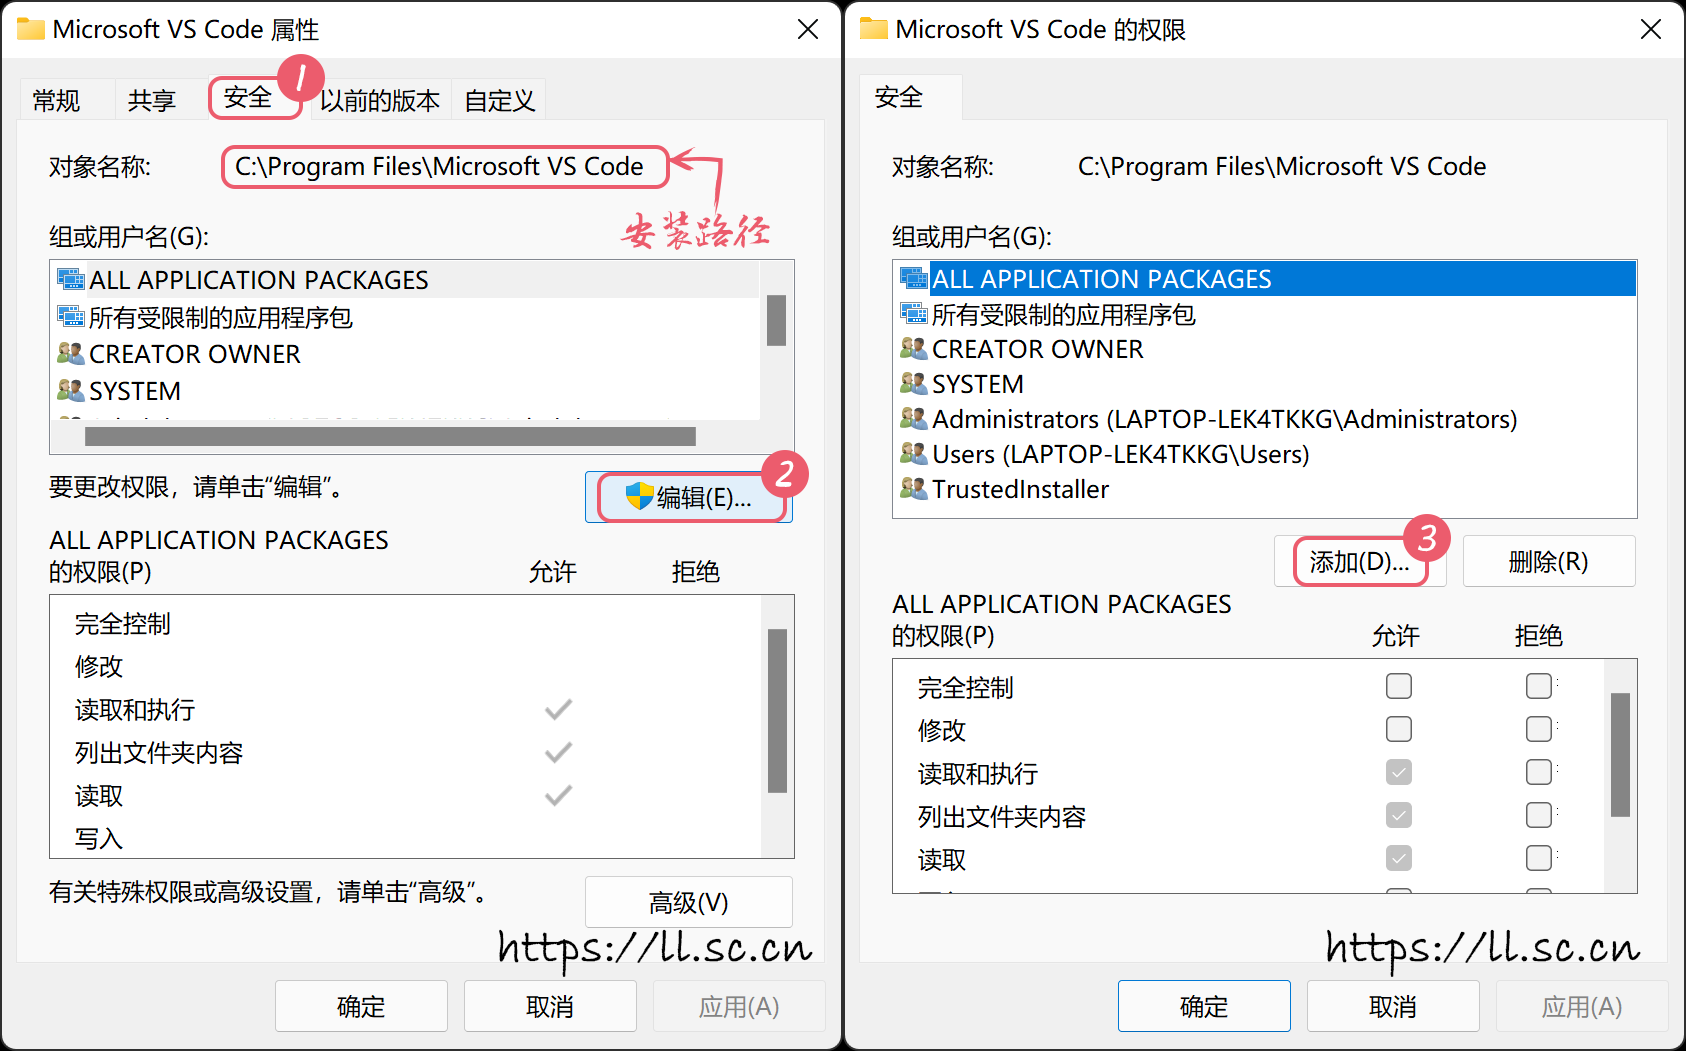 Microsoft VS Code 属性
常规 共享 安全 1 以前的版本 自定义
对象名称: C:\Program Files\Microsoft VS Code
安装路径
组或用户名(G):
ALL APPLICATION PACKAGES
所有受限制的应用程序包
CREATOR OWNER
SYSTEM
要更改权限，请单击“编辑”。
编辑(E)... 2
ALL APPLICATION PACKAGES
的权限(P) 允许 拒绝
完全控制
修改
读取和执行
列出文件夹内容
读取
写入
有关特殊权限或高级设置，请单击“高级”。
高级(V)
https://ll.sc.cn
确定 取消 应用(A)
Microsoft VS Code 的权限
安全
对象名称: C:\Program Files\Microsoft VS Code
组或用户名(G):
ALL APPLICATION PACKAGES
所有受限制的应用程序包
CREATOR OWNER
SYSTEM
Administrators (LAPTOP-LEK4TKKG\Administrators)
Users (LAPTOP-LEK4TKKG\Users)
TrustedInstaller
添加(D)... 3 删除(R)
ALL APPLICATION PACKAGES
的权限(P) 允许 拒绝
完全控制
修改
读取和执行
列出文件夹内容
读取
https://ll.sc.cn
确定 取消 应用(A)